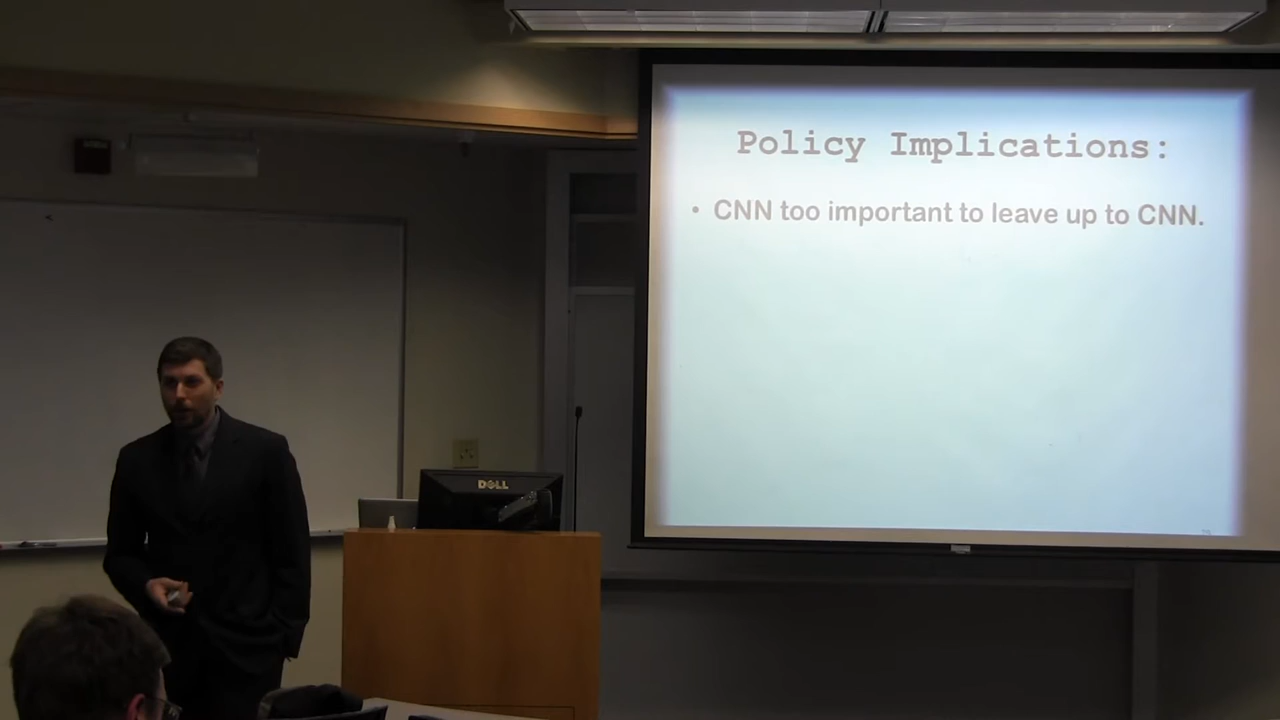 Policy Implications:
• CNN too important to leave up to CNN.
DELL